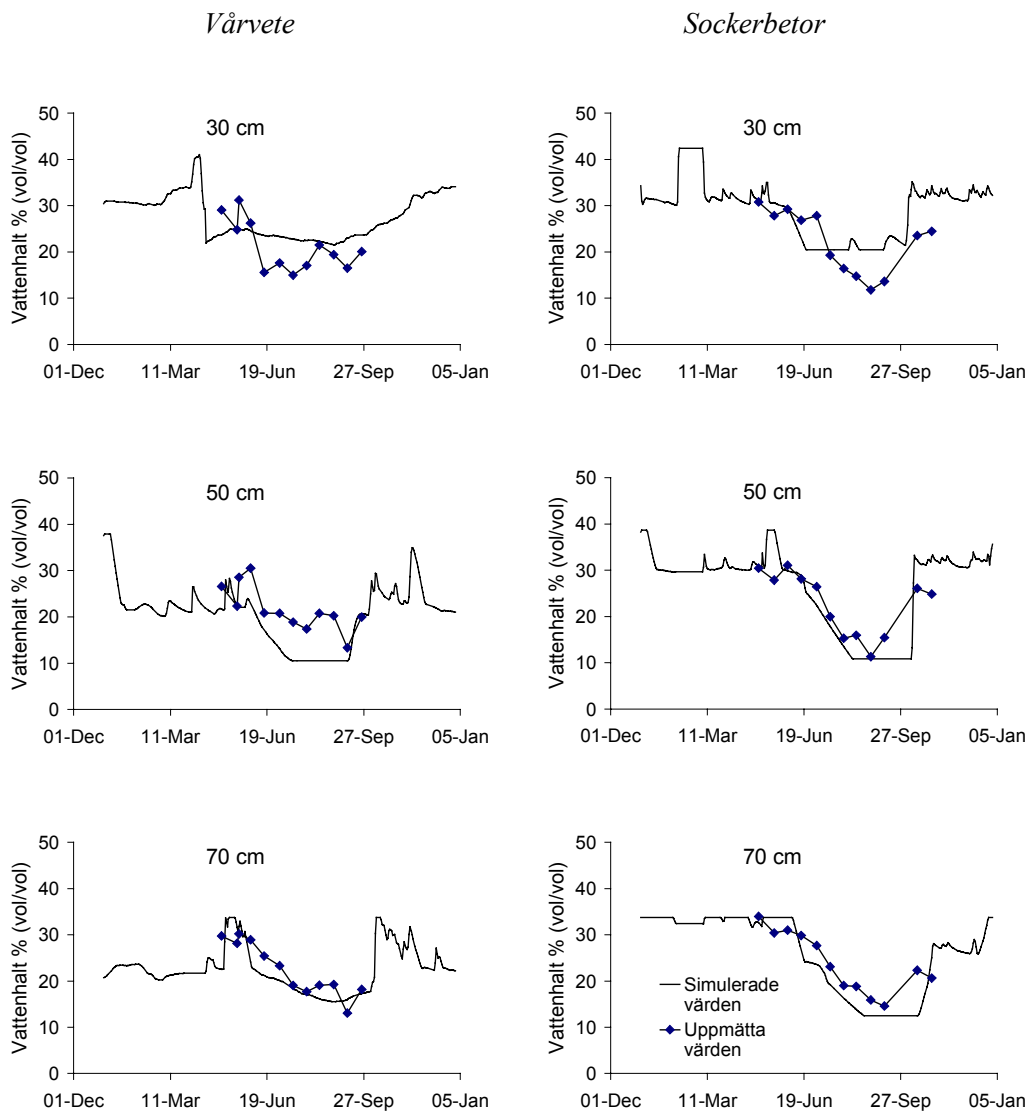 Vårvete
Sockerbetor
Vattenhalt % (vol/vol)
50
40
30
20
10
0
30 cm
01-Dec 11-Mar 19-Jun 27-Sep 05-Jan
Vattenhalt % (vol/vol)
50
40
30
20
10
0
30 cm
01-Dec 11-Mar 19-Jun 27-Sep 05-Jan
Vattenhalt % (vol/vol)
50
40
30
20
10
0
50 cm
01-Dec 11-Mar 19-Jun 27-Sep 05-Jan
Vattenhalt % (vol/vol)
50
40
30
20
10
0
50 cm
01-Dec 11-Mar 19-Jun 27-Sep 05-Jan
Vattenhalt % (vol/vol)
50
40
30
20
10
0
70 cm
01-Dec 11-Mar 19-Jun 27-Sep 05-Jan
Vattenhalt % (vol/vol)
50
40
30
20
10
0
70 cm
Simulerade
värden
Uppmätta
värden
01-Dec 11-Mar 19-Jun 27-Sep 05-Jan